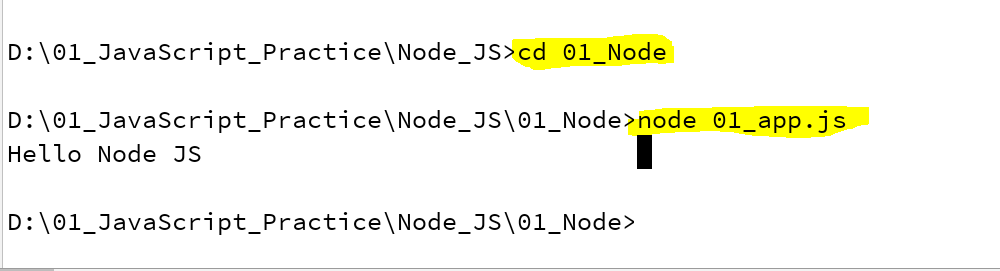 D:\01_JavaScript_Practice\Node_JS>cd 01_Node
D:\01_JavaScript_Practice\Node_JS\01_Node>node 01_app.js
Hello Node JS
D:\01_JavaScript_Practice\Node_JS\01_Node>